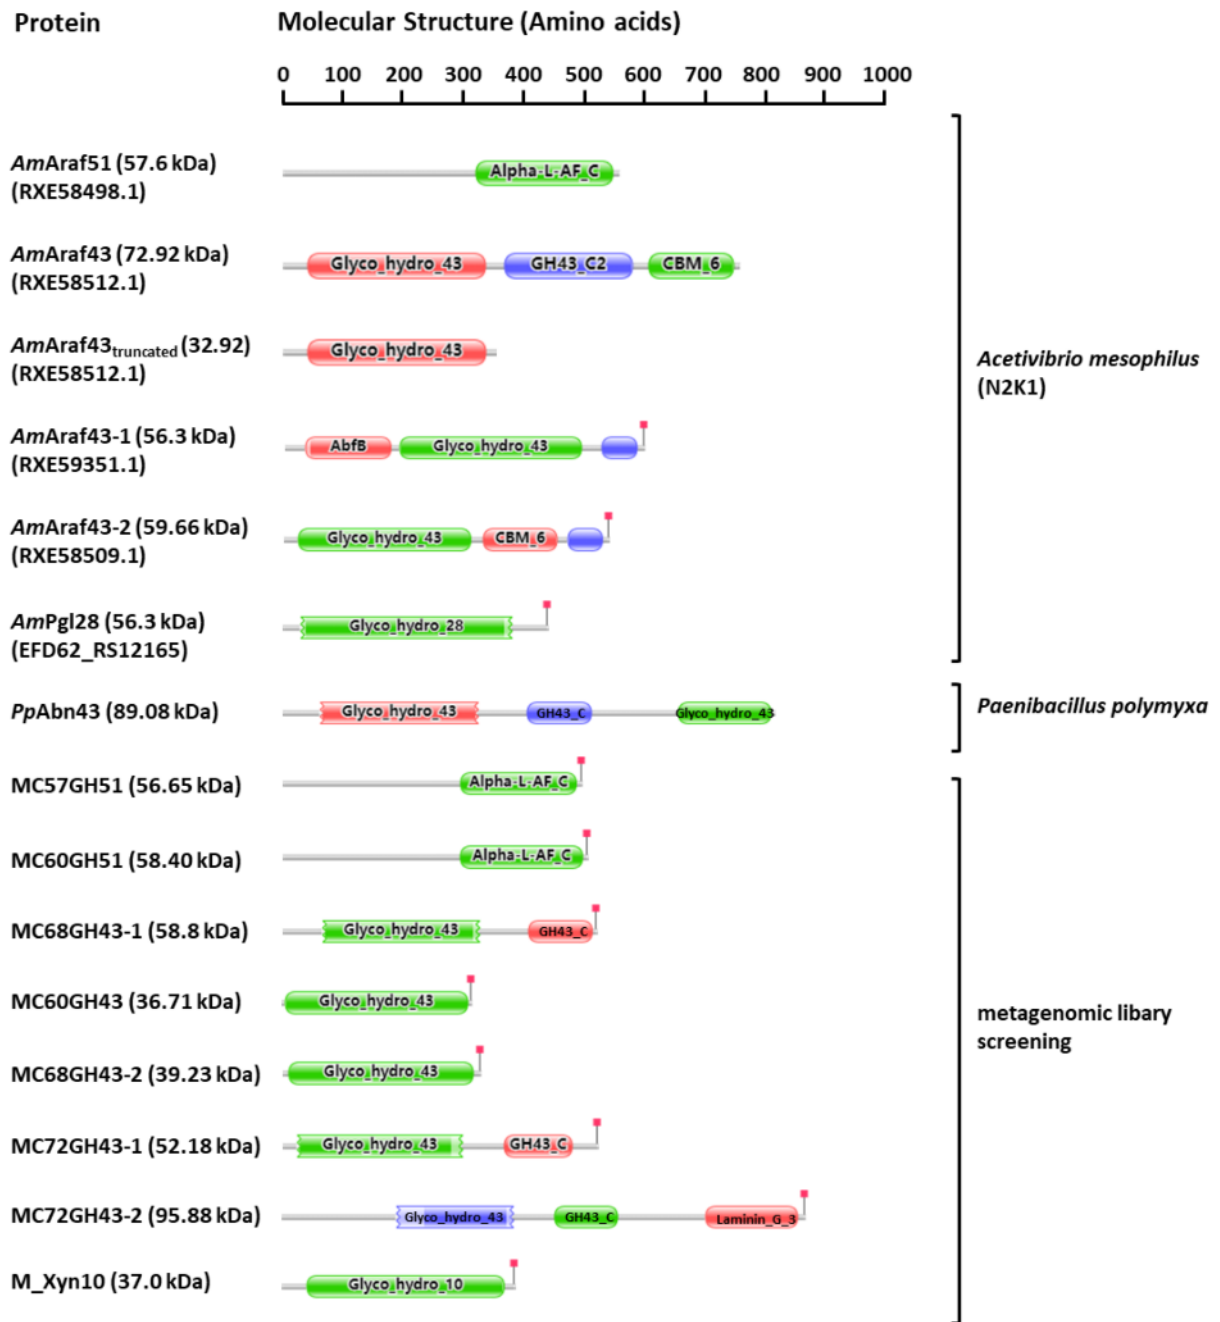 Protein Molecular Structure (Amino acids)
0 100 200 300 400 500 600 700 800 900 1000
AmAraf51 (57.6 kDa)
(RXE58498.1)
Alpha-L-AF_C
AmAraf43 (72.92 kDa)
(RXE58512.1)
Glyco_hydro_43 GH43_C2 CBM_6
AmAraf43truncated (32.92)
(RXE58512.1)
Glyco_hydro_43
AmAraf43-1 (56.3 kDa)
(RXE59351.1)
AbfB Glyco_hydro_43
AmAraf43-2 (59.66 kDa)
(RXE58509.1)
Glyco_hydro_43 CBM_6
AmPgl28 (56.3 kDa)
(EFD62_RS12165)
Glyco_hydro_28
Acetivibrio mesophilus
(N2K1)
PpAbn43 (89.08 kDa) Glyco_hydro_43 GH43_C Glyco_hydro_43
Paenibacillus polymyxa
MC57GH51 (56.65 kDa) Alpha-L-AF_C
MC60GH51 (58.40 kDa) Alpha-L-AF_C
MC68GH43-1 (58.8 kDa) Glyco_hydro_43 GH43_C
MC60GH43 (36.71 kDa) Glyco_hydro_43
MC68GH43-2 (39.23 kDa) Glyco_hydro_43
MC72GH43-1 (52.18 kDa) Glyco_hydro_43 GH43_C
MC72GH43-2 (95.88 kDa) Glyco_hydro_43 GH43_C Laminin_G_3
M_Xyn10 (37.0 kDa) Glyco_hydro_10
metagenomic libary
screening